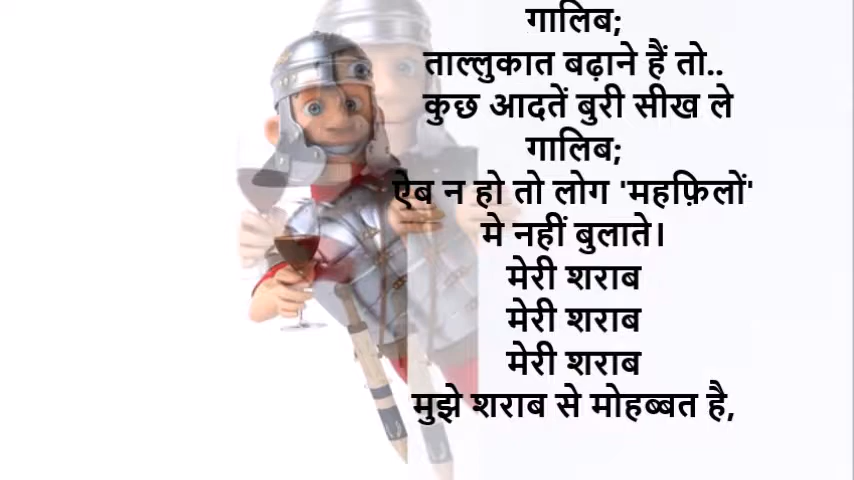 गालिब;
ताल्लुकात बढ़ाने हैं तो..
कुछ आदतें बुरी सीख ले
गालिब;
ऐब न हो तो लोग 'महफ़िलों'
मे नहीं बुलाते।
मेरी शराब
मेरी शराब
मेरी शराब
मुझे शराब से मोहब्बत है,